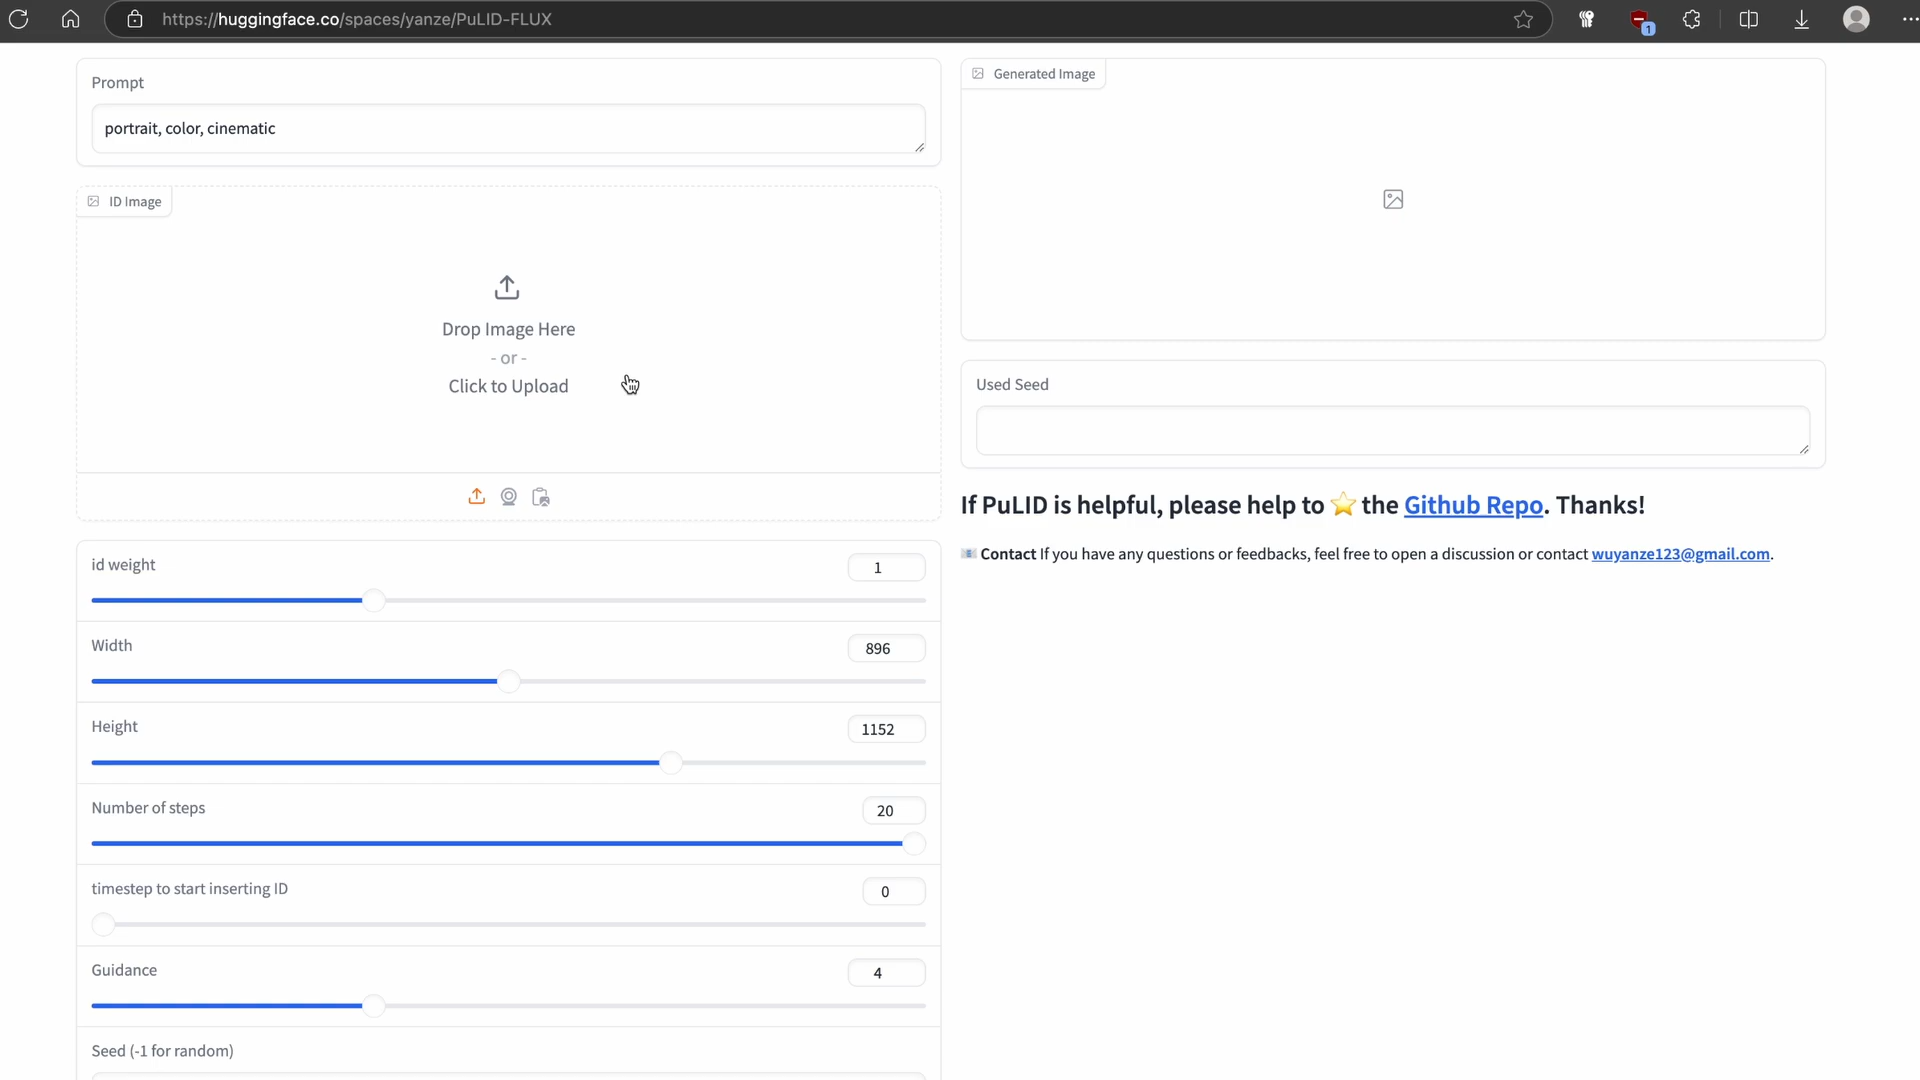 https://huggingface.co/spaces/yanze/PuLID-FLUX
1
Prompt
portrait, color, cinematic
ID Image
Drop Image Here
- or -
Click to Upload
id weight
1
Width
896
Height
1152
Number of steps
20
timestep to start inserting ID
0
Guidance
4
Seed (-1 for random)
Generated Image
Used Seed
If PuLID is helpful, please help to ⭐ the Github Repo. Thanks!
📧 Contact If you have any questions or feedbacks, feel free to open a discussion or contact wuyanze123@gmail.com.